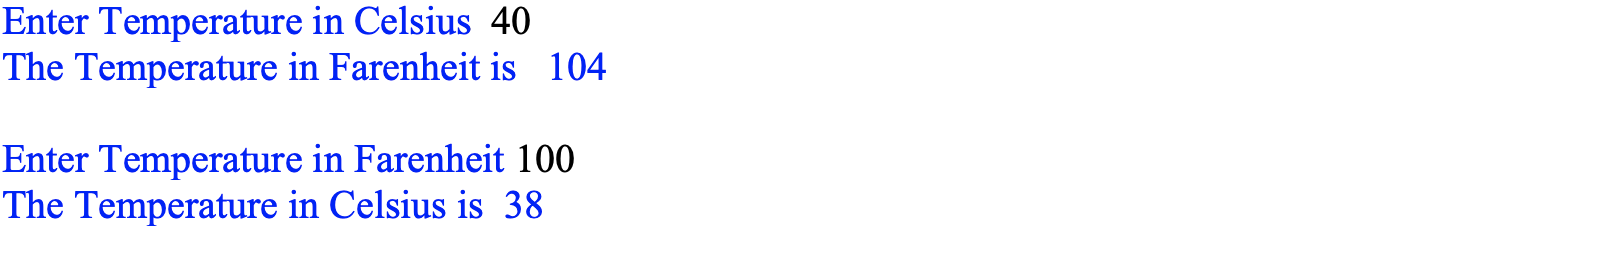 Enter Temperature in Celsius  40
The Temperature in Farenheit is   104
Enter Temperature in Farenheit 100
The Temperature in Celsius is  38